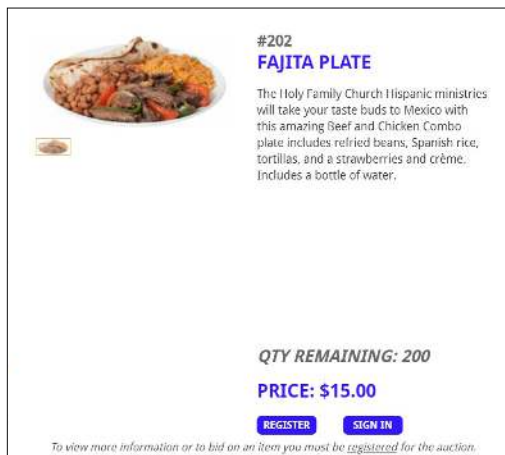 #202
FAJITA PLATE
The Holy Family Church Hispanic ministries
will take your taste buds to Mexico with
this amazing Beef and Chicken Combo
plate includes refried beans, Spanish rice,
tortillas, and a strawberries and crème.
Includes a bottle of water.
QTY REMAINING: 200
PRICE: $15.00
REGISTER SIGN IN
To view more information or to bid on an item you must be registered for the auction.